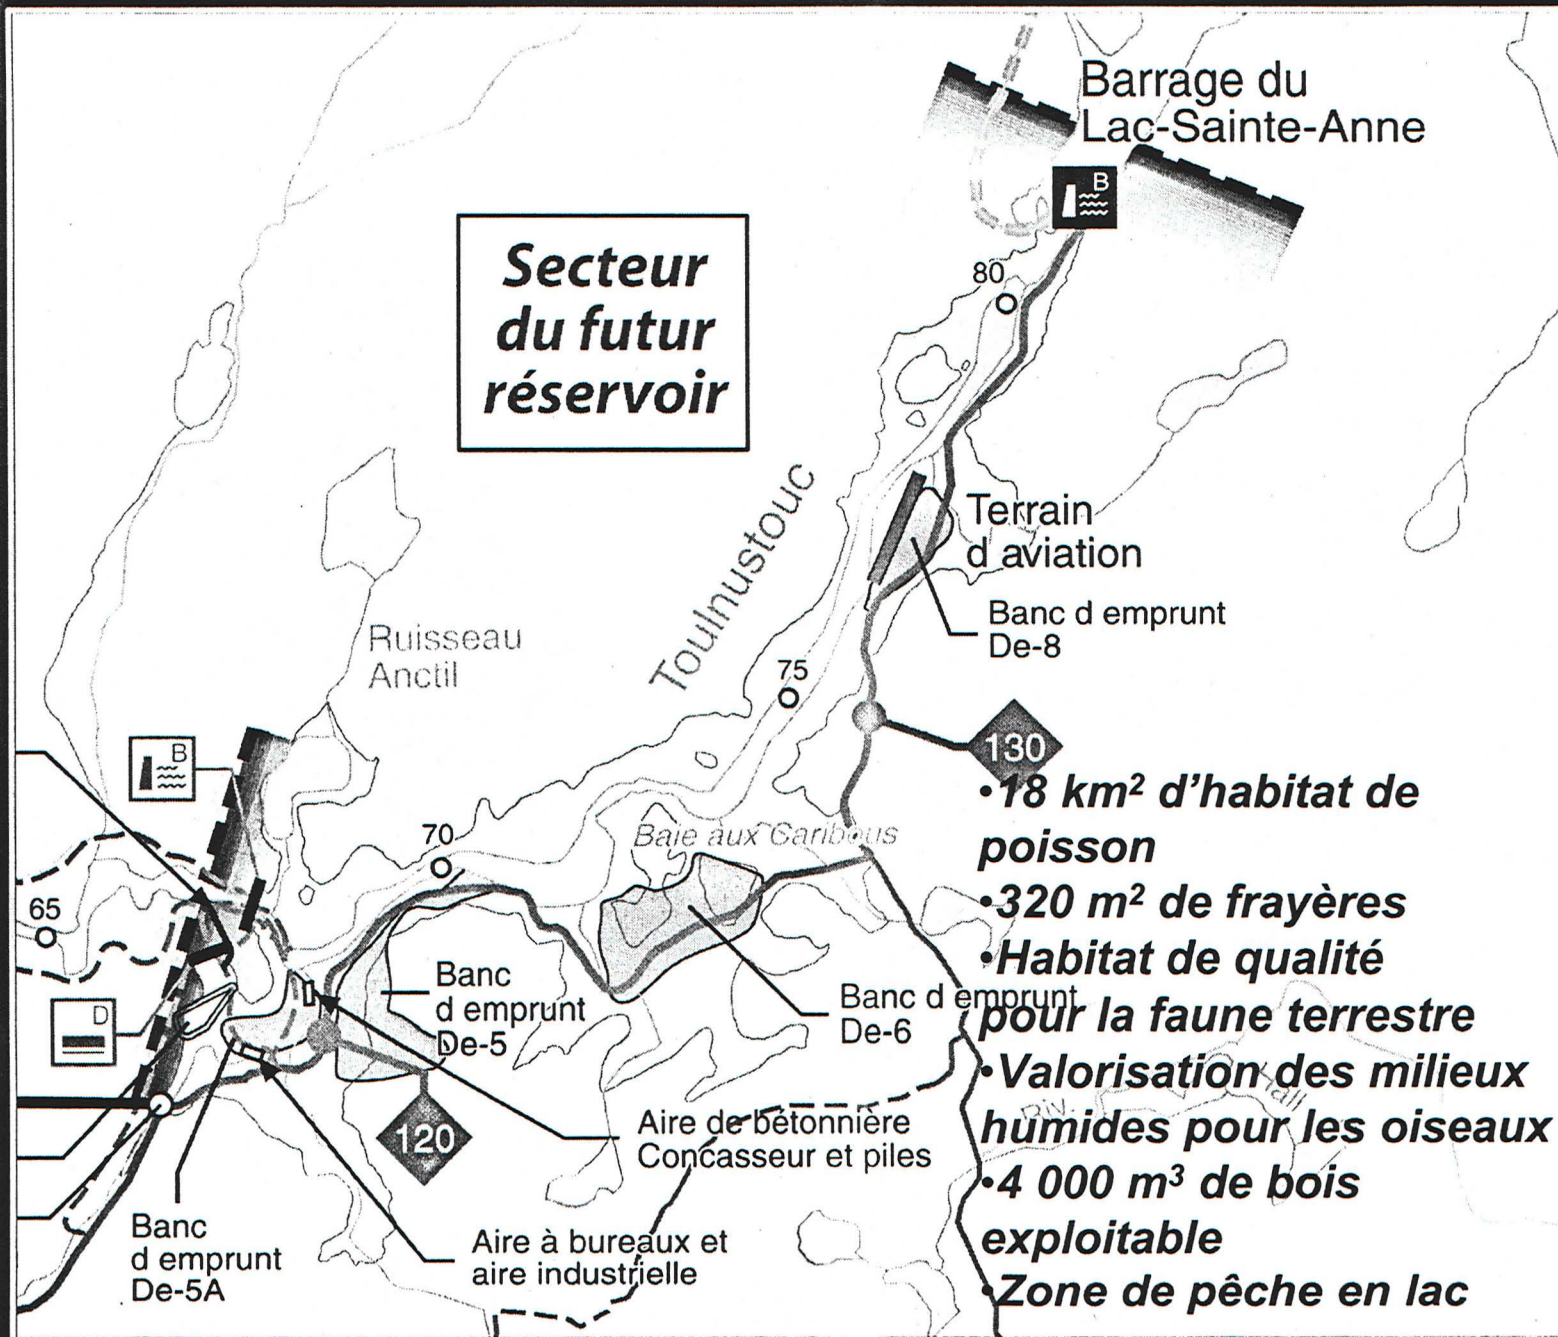 Barrage du
Lac-Sainte-Anne
B
Secteur
du futur
réservoir
80
Toulnustouc
Terrain
d aviation
Banc d emprunt
De-8
Ruisseau
Anctil
75
130
B
•18 km² d'habitat de
poisson
•320 m² de frayères
•Habitat de qualité
pour la faune terrestre
•Valorisation des milieux
humides pour les oiseaux
•4 000 m³ de bois
exploitable
•Zone de pêche en lac
70
Baie aux Caribous
65
Banc
d emprunt
De-5
Banc d emprunt
De-6
D
120
Aire de bétonnière
Concasseur et piles
Riv.
Banc
d emprunt
De-5A
Aire à bureaux et
aire industrielle